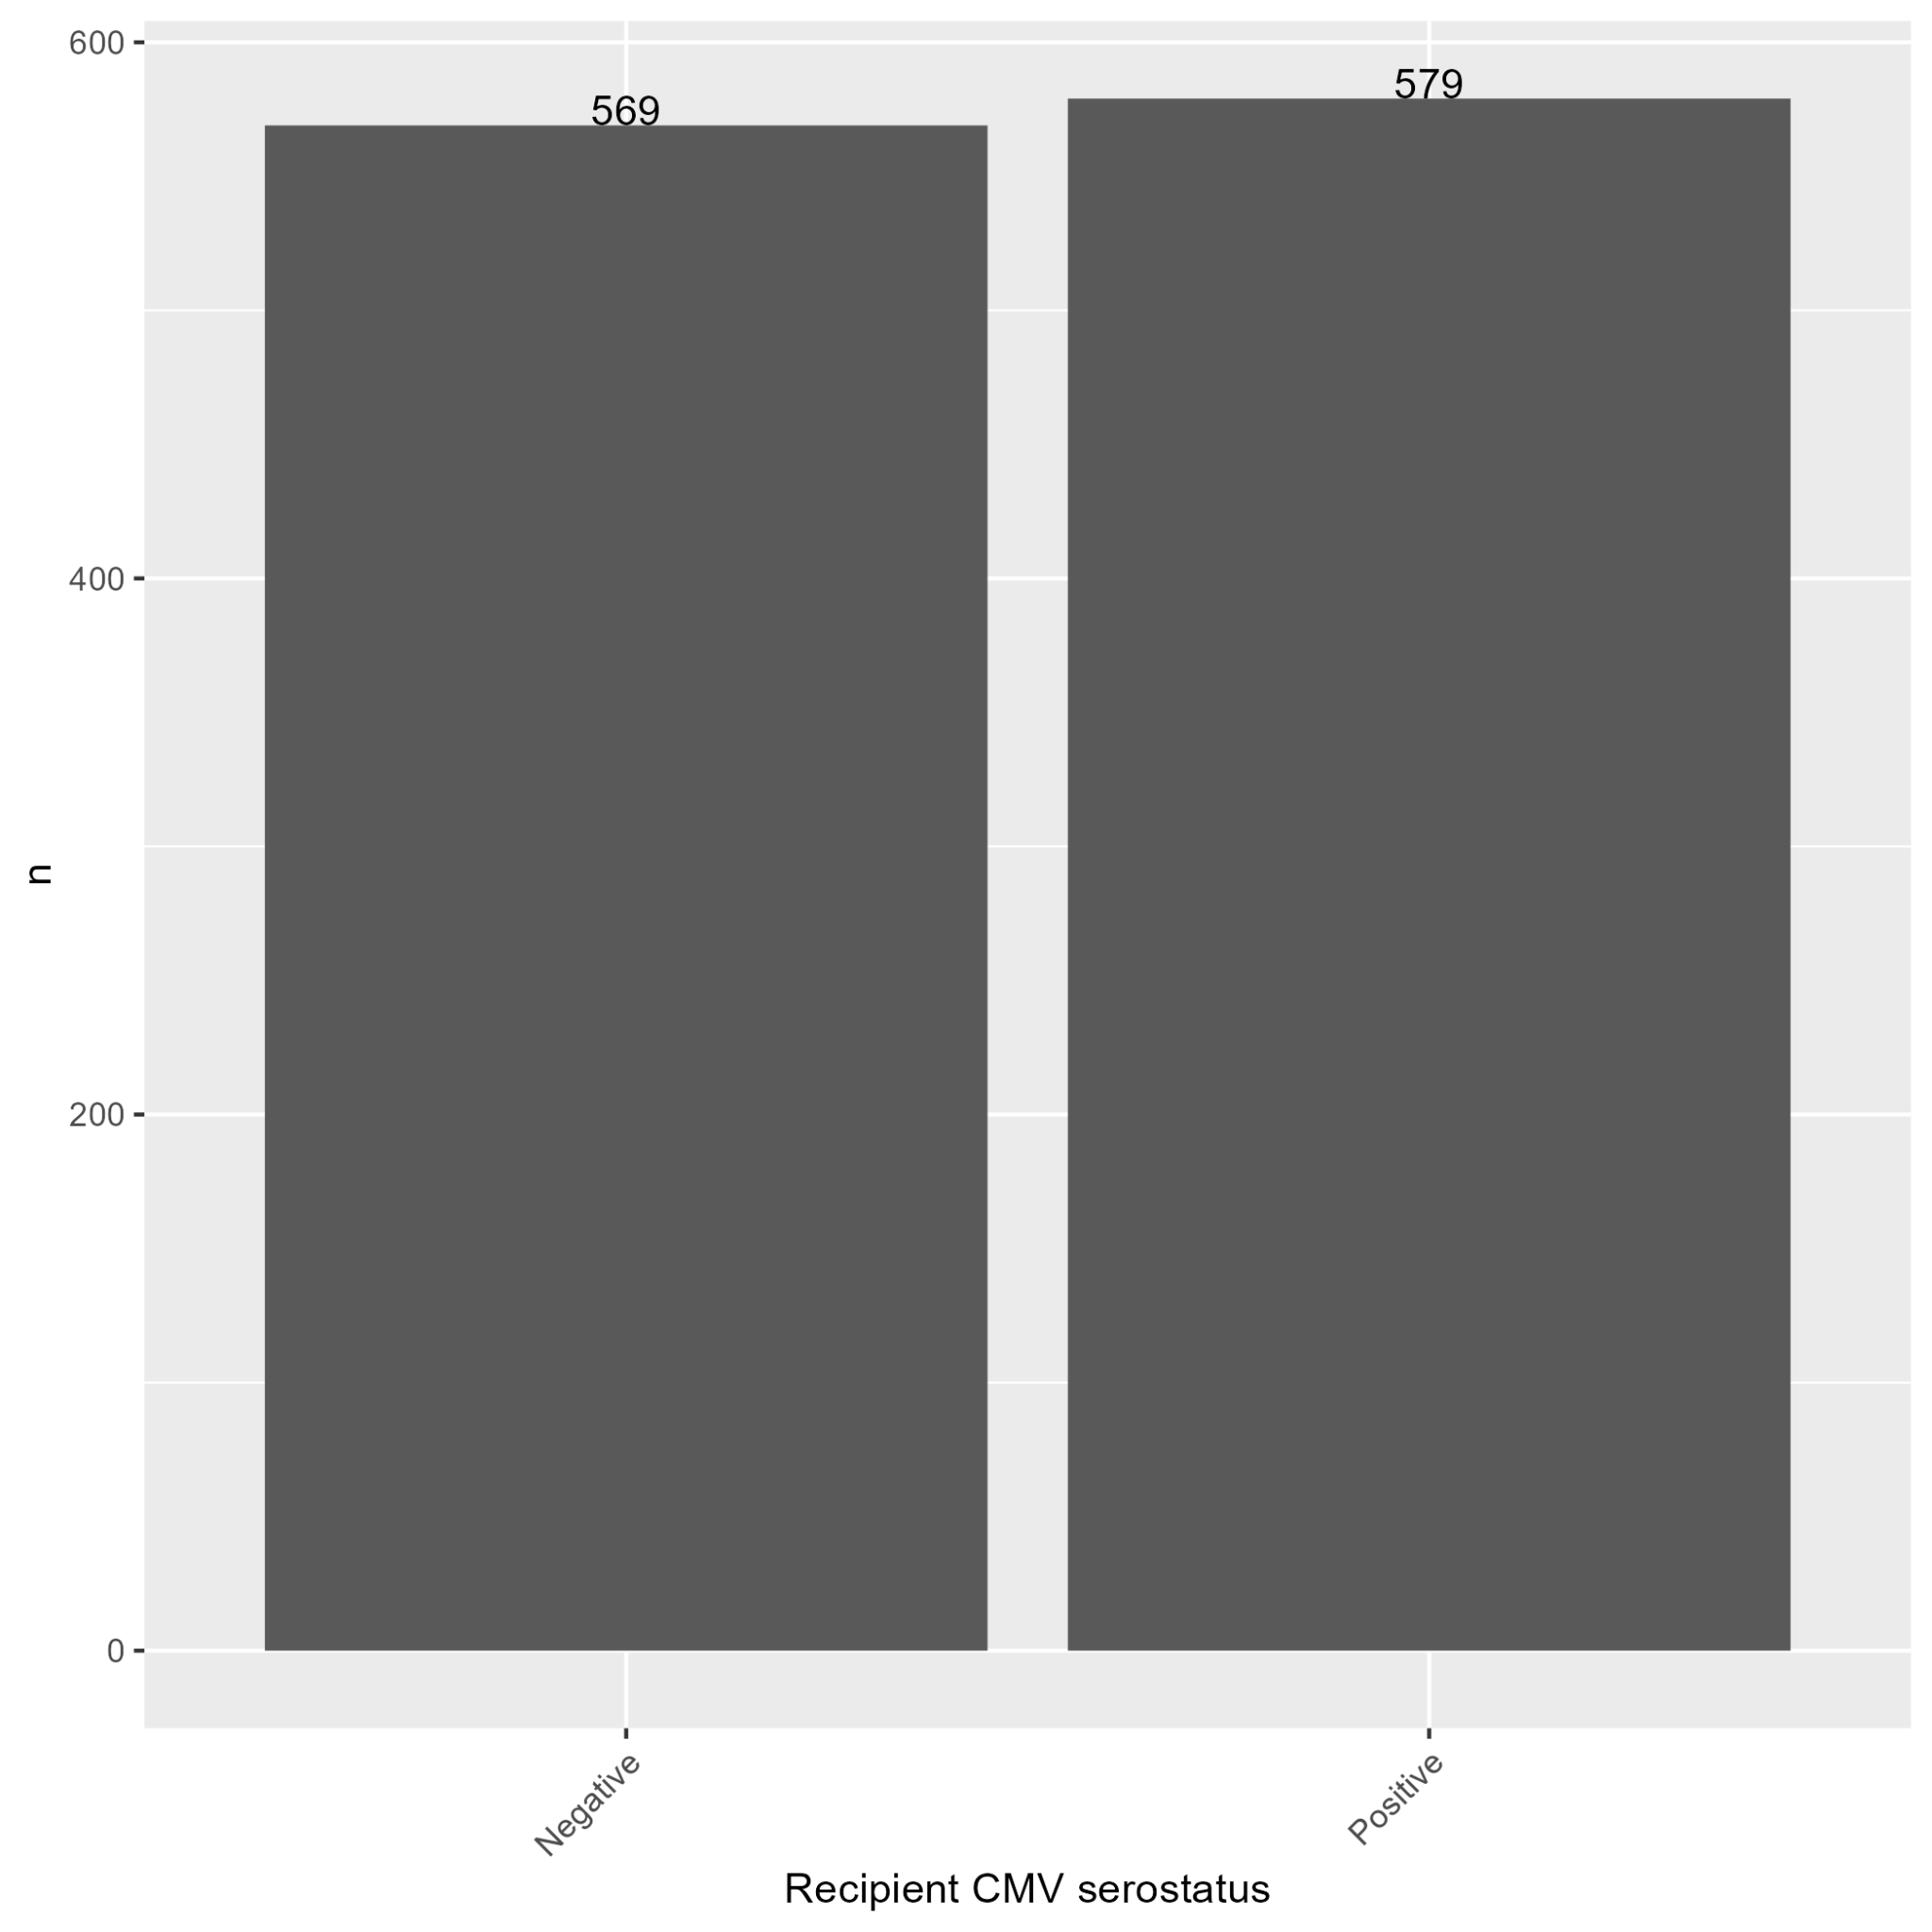 600
400
200
0
n
569
579
Negative
Positive
Recipient CMV serostatus